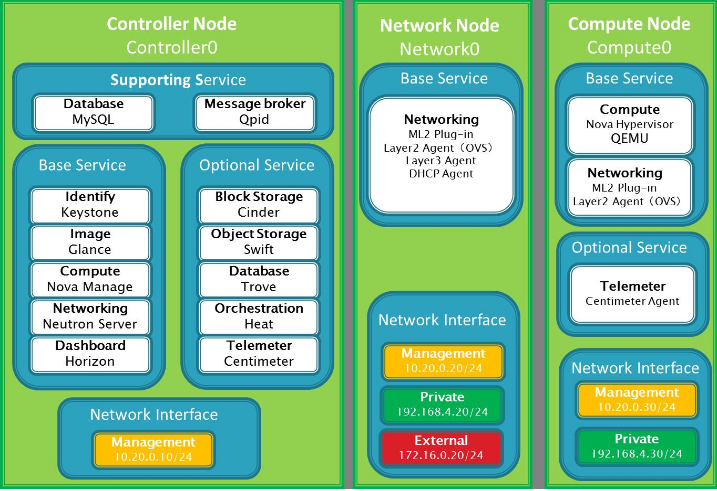 Controller Node
Controller0
Supporting Service
Database
MySQL
Message broker
Qpid
Base Service
Identify
Keystone
Image
Glance
Compute
Nova Manage
Networking
Neutron Server
Dashboard
Horizon
Optional Service
Block Storage
Cinder
Object Storage
Swift
Database
Trove
Orchestration
Heat
Telemeter
Centimeter
Network Interface
Management
10.20.0.10/24
Network Node
Network0
Base Service
Networking
ML2 Plug-in
Layer2 Agent（OVS）
Layer3 Agent
DHCP Agent
Network Interface
Management
10.20.0.20/24
Private
192.168.4.20/24
External
172.16.0.20/24
Compute Node
Compute0
Base Service
Compute
Nova Hypervisor
QEMU
Networking
ML2 Plug-in
Layer2 Agent（OVS）
Optional Service
Telemeter
Centimeter Agent
Network Interface
Management
10.20.0.30/24
Private
192.168.4.30/24